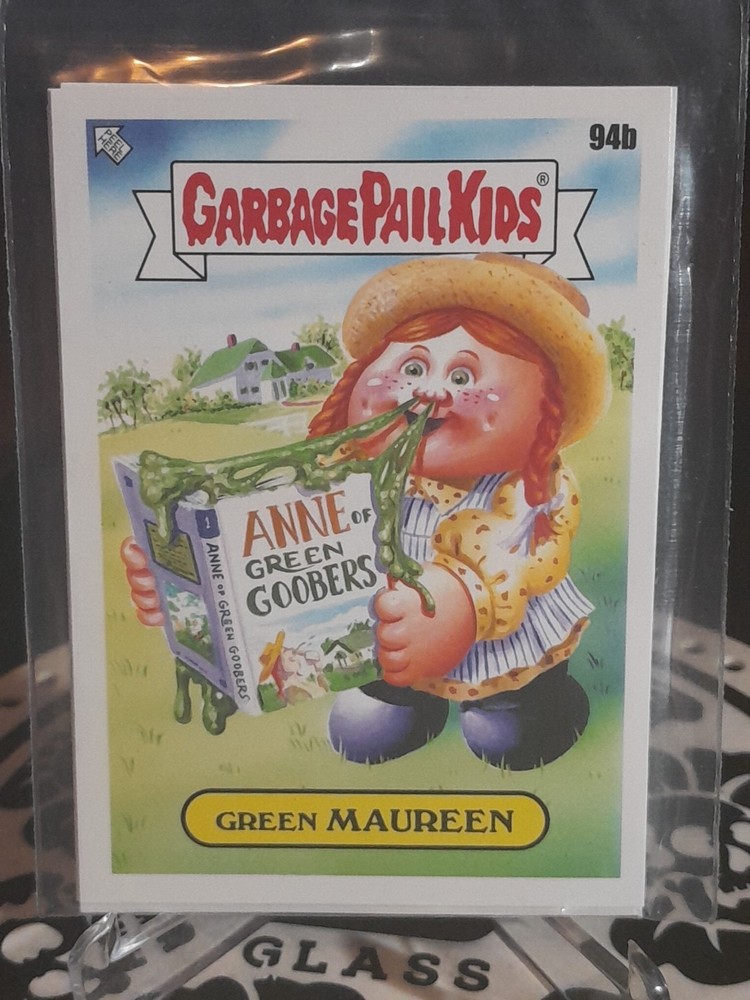 PEEL HERE
94b
GARBAGE PAIL KIDS®
ANNE OF
GREEN
GOOBERS
1
ANNE OF GREEN GOOBERS
GREEN MAUREEN
GLASS